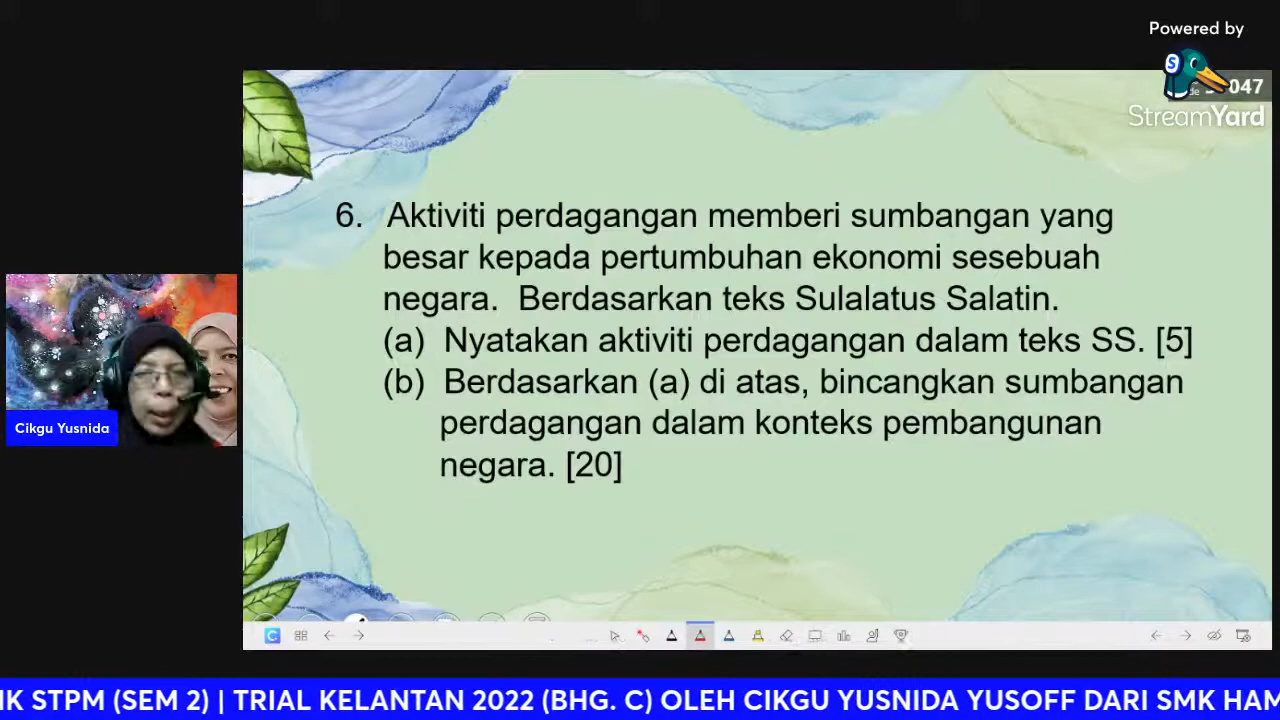 Powered by
047
StreamYard
6. Aktiviti perdagangan memberi sumbangan yang
besar kepada pertumbuhan ekonomi sesebuah
negara. Berdasarkan teks Sulalatus Salatin.
(a) Nyatakan aktiviti perdagangan dalam teks SS. [5]
(b) Berdasarkan (a) di atas, bincangkan sumbangan
perdagangan dalam konteks pembangunan
negara. [20]
Cikgu Yusnida
IK STPM (SEM 2) | TRIAL KELANTAN 2022 (BHG. C) OLEH CIKGU YUSNIDA YUSOFF DARI SMK HAM